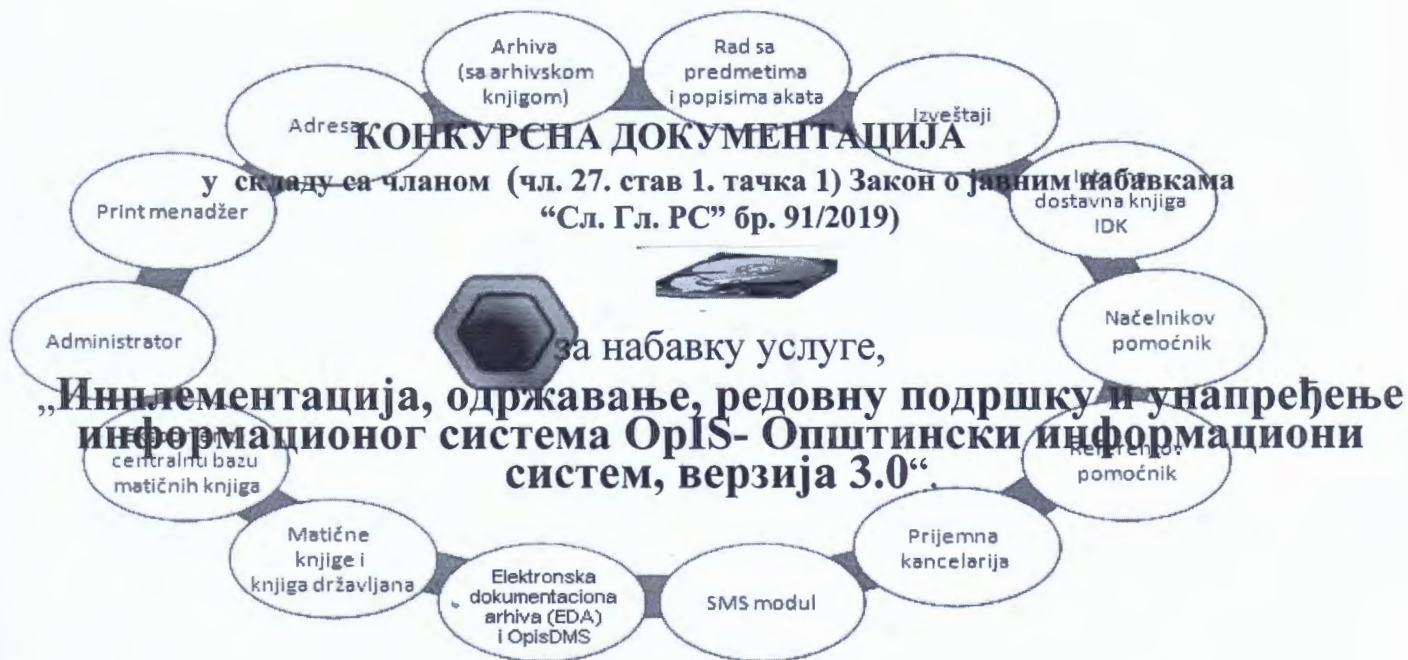 Arhiva
(sa arhivskom
knjigom)
Rad sa
predmetima
i popisima akata
Adresar
Izveštaji
КОНКУРСНА ДОКУМЕНТАЦИЈА
у складу са чланом (чл. 27. став 1. тачка 1) Закон о јавним набавкама
“Сл. Гл. РС” бр. 91/2019)
Print menadžer
dostavna knjiga
IDK
Administrator
Načelnikov
pomoćnik
за набавку услуге,
„Инплементација, одржавање, редовну подршку и унапређење
информационог система OpIS- Општински информациони
систем, верзија 3.0“.
centralnu bazu
matičnih knjiga
Referentov
pomoćnik
Matične
knjige i
knjiga državljana
Elektronska
dokumentaciona
arhiva (EDA)
i OpisDMS
SMS modul
Prijemna
kancelarija